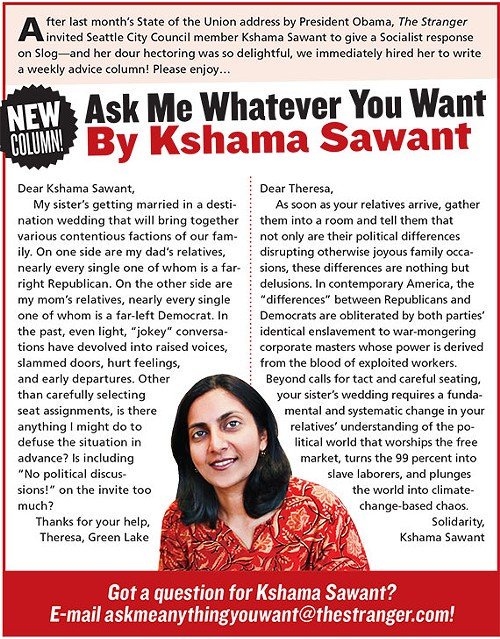 After last month's State of the Union address by President Obama, The Stranger
invited Seattle City Council member Kshama Sawant to give a Socialist response
on Slog—and her dour hectoring was so delightful, we immediately hired her to write
a weekly advice column! Please enjoy…
NEW
COLUMN!
Ask Me Whatever You Want
By Kshama Sawant
Dear Kshama Sawant,
My sister's getting married in a desti-
nation wedding that will bring together
various contentious factions of our fam-
ily. On one side are my dad's relatives,
nearly every single one of whom is a far-
right Republican. On the other side are
my mom's relatives, nearly every single
one of whom is a far-left Democrat. In
the past, even light, "jokey" conversa-
tions have devolved into raised voices,
slammed doors, hurt feelings,
and early departures. Other
than carefully selecting
seat assignments, is there
anything I might do to
defuse the situation in
advance? Is including
"No political discus-
sions!" on the invite too
much?
Thanks for your help,
Theresa, Green Lake
Dear Theresa,
As soon as your relatives arrive, gather
them into a room and tell them that
not only are their political differences
disrupting otherwise joyous family occa-
sions, these differences are nothing but
delusions. In contemporary America, the
"differences" between Republicans and
Democrats are obliterated by both parties'
identical enslavement to war-mongering
corporate masters whose power is derived
from the blood of exploited workers.
Beyond calls for tact and careful seating,
your sister's wedding requires a funda-
mental and systematic change in your
relatives' understanding of the po-
litical world that worships the free
market, turns the 99 percent into
slave laborers, and plunges
the world into climate-
change-based chaos.
Solidarity,
Kshama Sawant
Got a question for Kshama Sawant?
E-mail askmeanythingyouwant@thestranger.com!